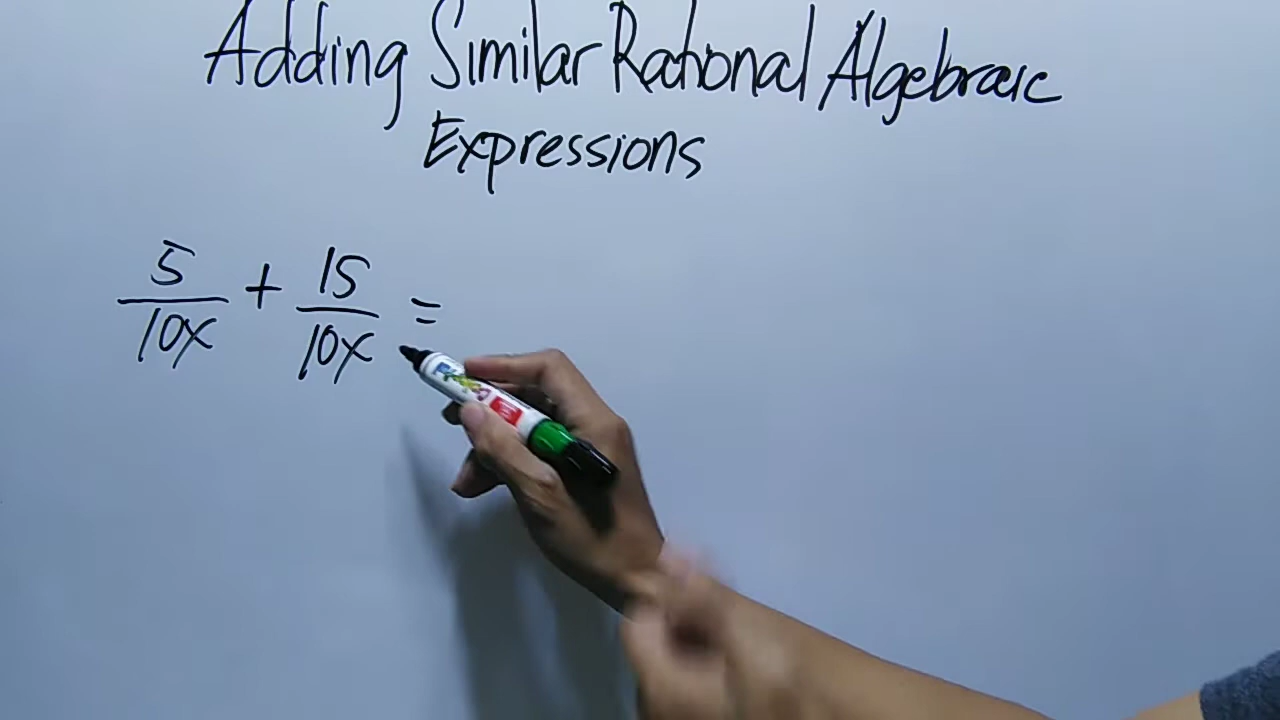 Adding Similar Rational Algebraic
Expressions
5/10x + 15/10x =